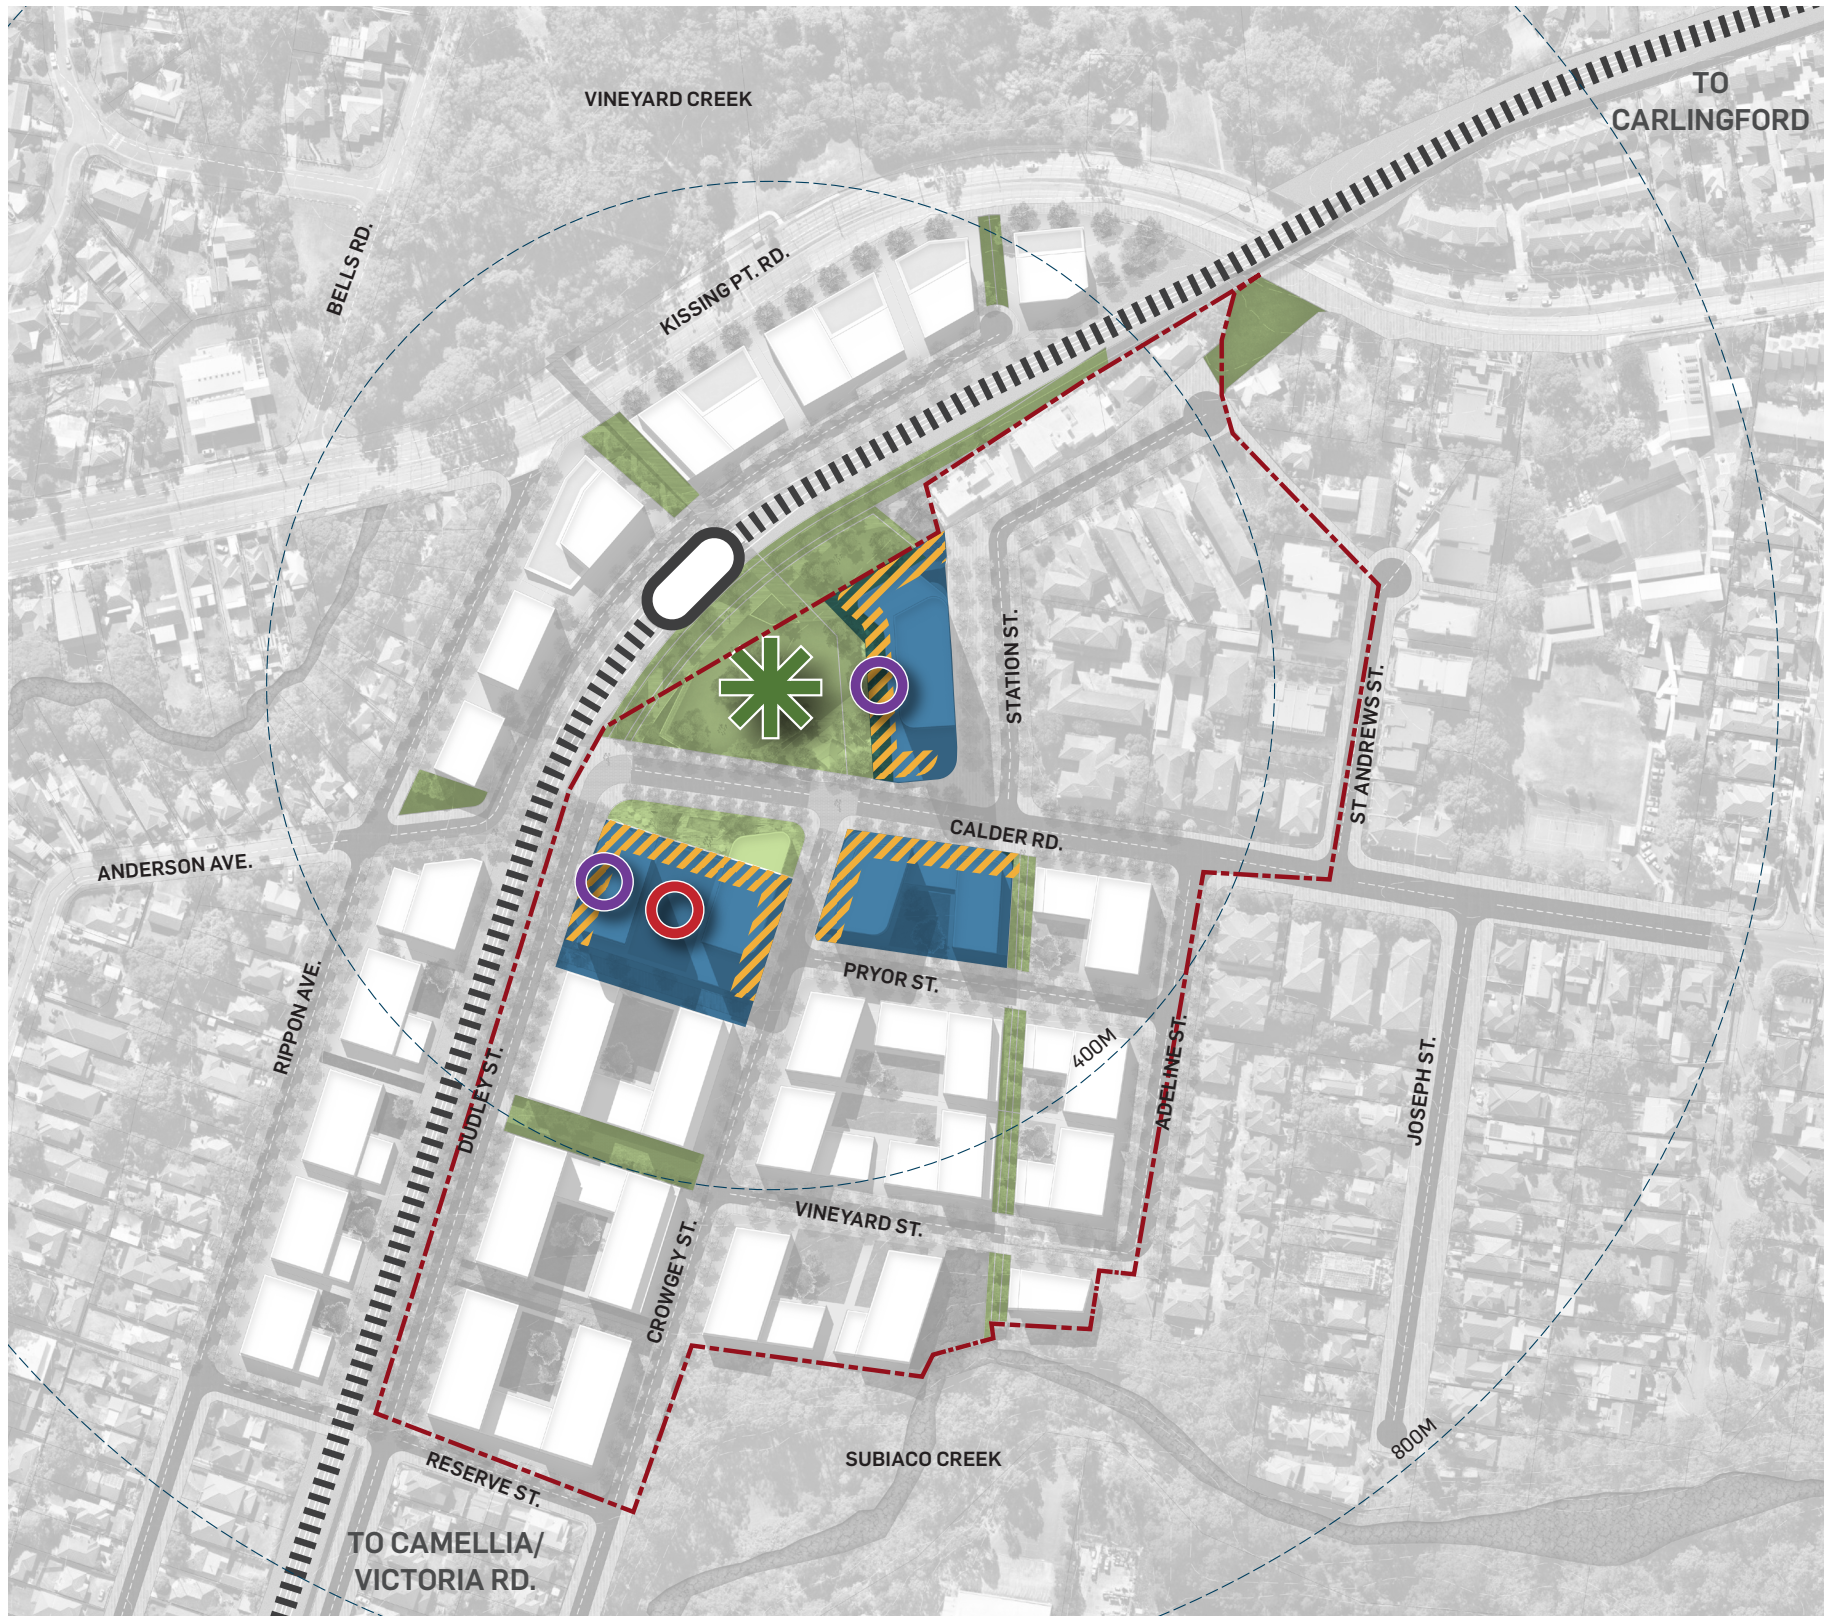 VINEYARD CREEK
TO
CARLINGFORD
BELLS RD.
KISSING PT. RD.
STATION ST.
ST ANDREWS ST.
CALDER RD.
ANDERSON AVE.
PRYOR ST.
RIPPON AVE.
DUDLEY ST.
400M
ADELINE ST.
JOSEPH ST.
VINEYARD ST.
CROWGEY ST.
SUBIACO CREEK
800M
RESERVE ST.
TO CAMELLIA/
VICTORIA RD.